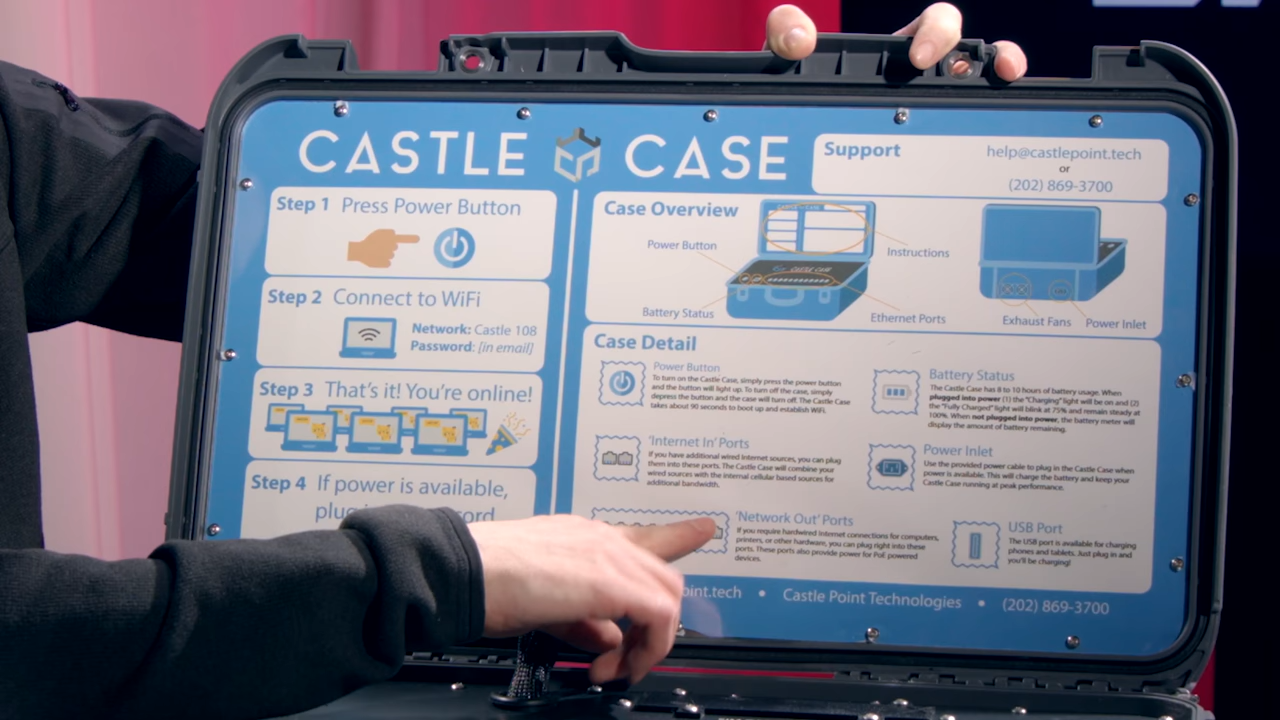 CASTLE CASE
Support
help@castlepoint.tech
or
(202) 869-3700
Step 1 Press Power Button
Step 2 Connect to WiFi
Network: Castle 108
Password: [in email]
Step 3 That's it! You're online!
Step 4 If power is available,
Case Overview
Power Button
Instructions
Battery Status
Ethernet Ports
Exhaust Fans
Power Inlet
Case Detail
Power Button
To turn on the Castle Case, simply press the power button
and the button will light up. To turn off the case, simply
depress the button and the case will turn off. The Castle Case
takes about 90 seconds to boot up and establish WiFi.
Battery Status
The Castle Case has 8 to 10 hours of battery usage. When
plugged into power (1) the "Charging" light will be on and (2)
the "Fully Charged" light will blink at 75% and remain steady at
100%. When not plugged into power, the battery meter will
display the amount of battery remaining.
'Internet In' Ports
If you have additional wired Internet sources, you can plug
them into these ports. The Castle Case will combine your
wired sources with the internal cellular based sources for
additional bandwidth.
Power Inlet
Use the provided power cable to plug in the Castle Case when
power is available. This will charge the battery and keep your
Castle Case running at peak performance.
'Network Out' Ports
If you require hardwired Internet connections for computers,
printers, or other hardware, you can plug right into these
ports. These ports also provide power for PoE powered
devices.
USB Port
The USB port is available for charging
phones and tablets. Just plug in and
you'll be charging!
oint.tech • Castle Point Technologies • (202) 869-3700